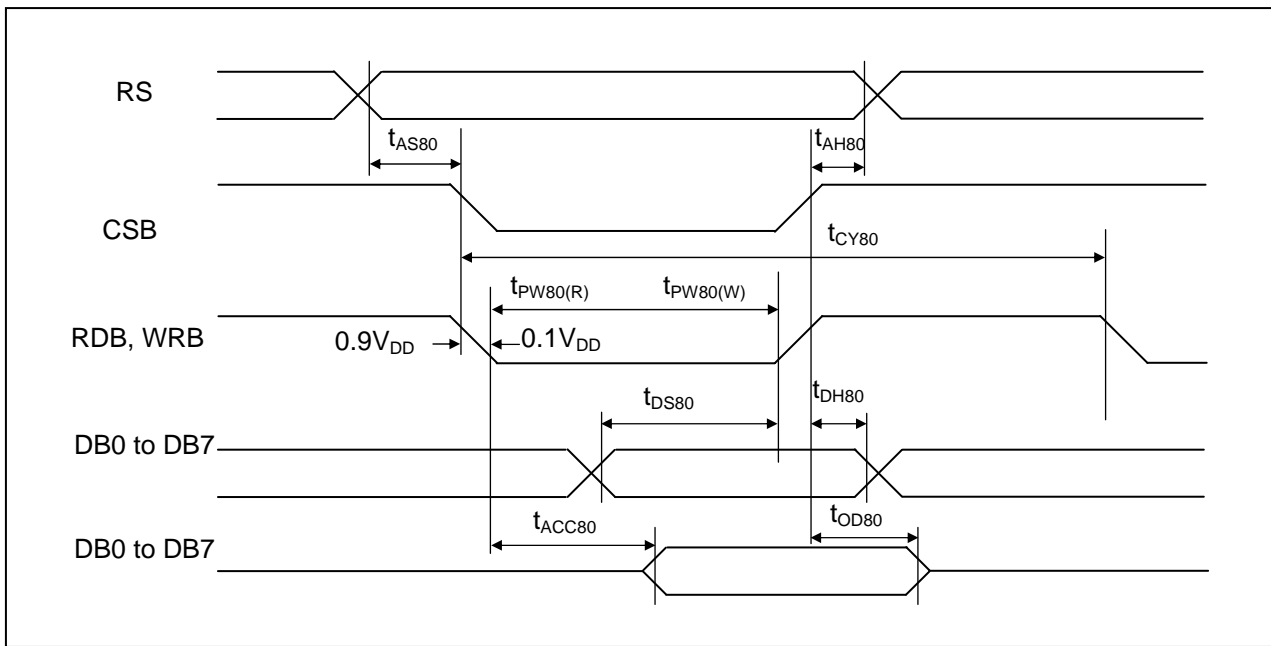 RS
tAS80
tAH80
CSB
tCY80
tPW80(R) tPW80(W)
RDB, WRB
0.9VDD 0.1VDD
tDS80
tDH80
DB0 to DB7
tACC80
tOD80
DB0 to DB7